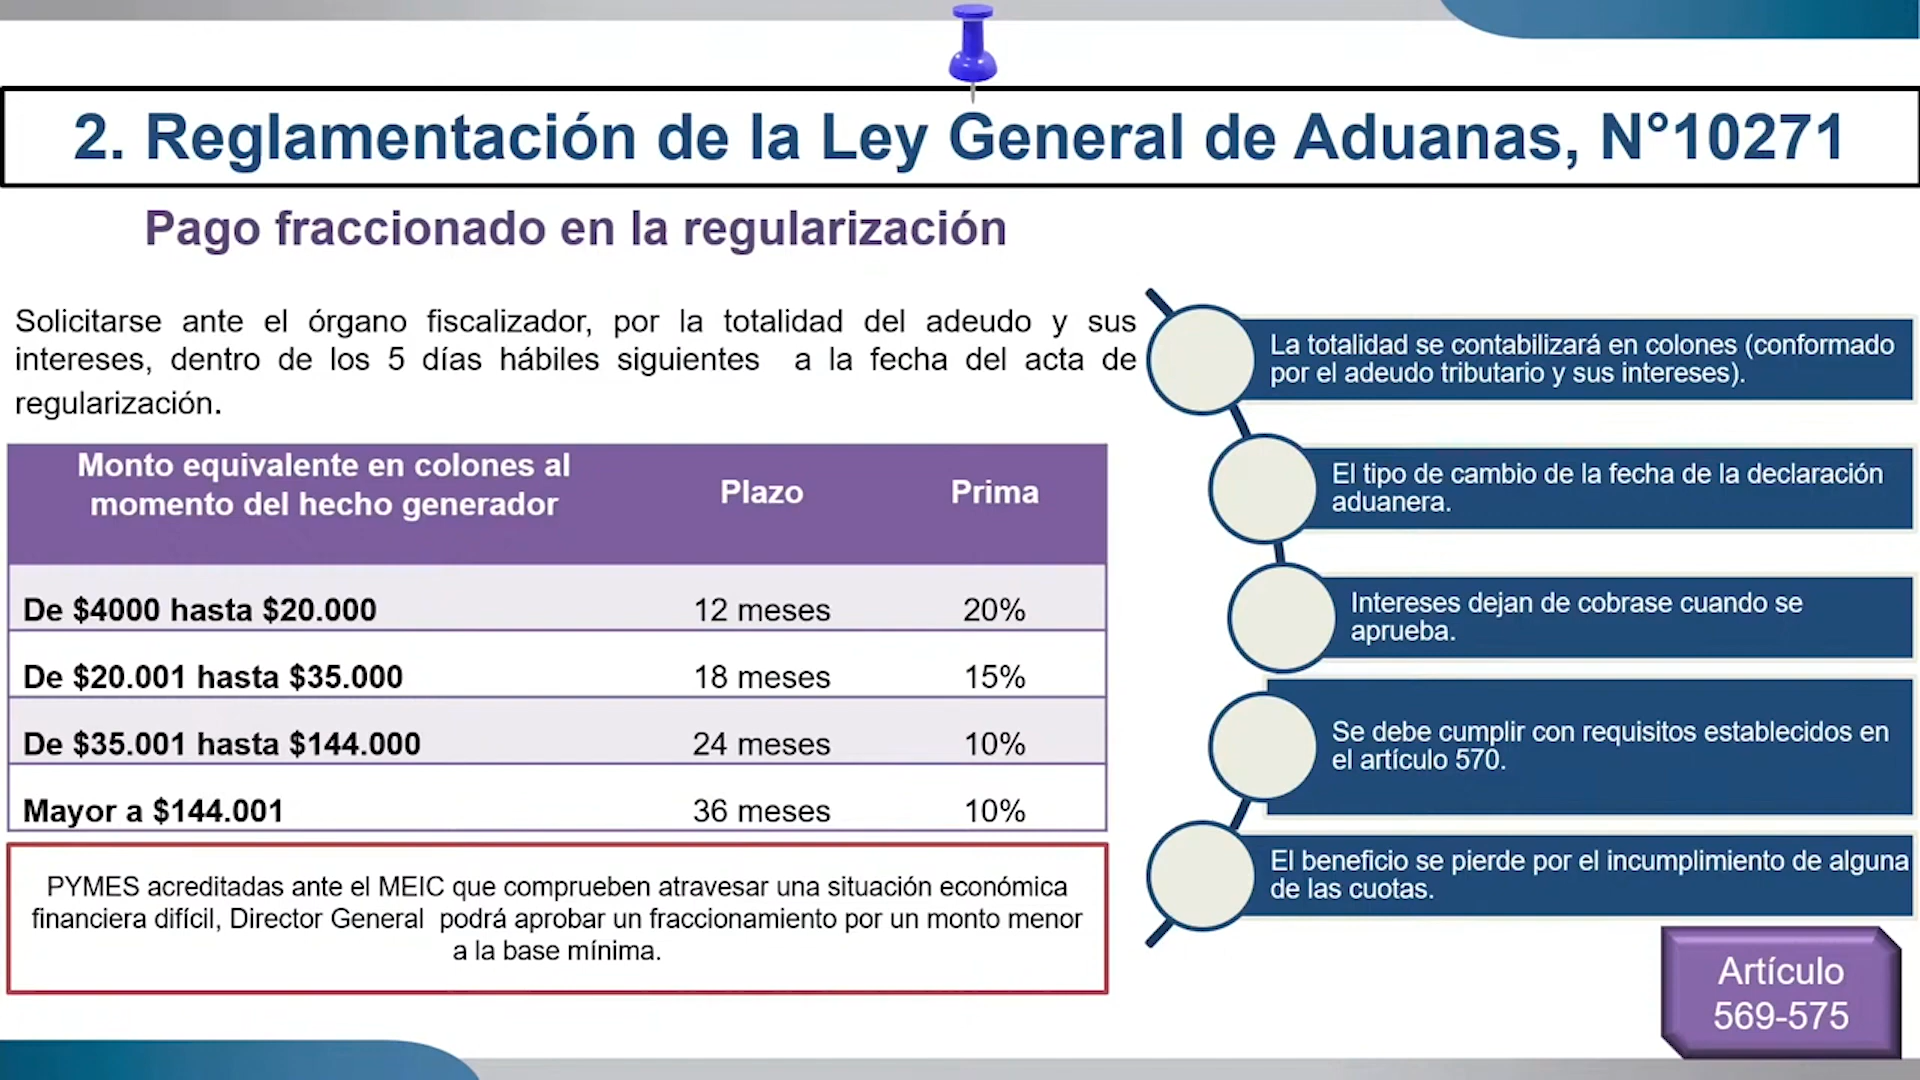 2. Reglamentación de la Ley General de Aduanas, N°10271
Pago fraccionado en la regularización
Solicitarse ante el órgano fiscalizador, por la totalidad del adeudo y sus
intereses, dentro de los 5 días hábiles siguientes a la fecha del acta de
regularización.
Monto equivalente en colones al
momento del hecho generador
Plazo
Prima
De $4000 hasta $20.000 12 meses 20%
De $20.001 hasta $35.000 18 meses 15%
De $35.001 hasta $144.000 24 meses 10%
Mayor a $144.001 36 meses 10%
PYMES acreditadas ante el MEIC que comprueben atravesar una situación económica
financiera difícil, Director General podrá aprobar un fraccionamiento por un monto menor
a la base mínima.
La totalidad se contabilizará en colones (conformado
por el adeudo tributario y sus intereses).
El tipo de cambio de la fecha de la declaración
aduanera.
Intereses dejan de cobrase cuando se
aprueba.
Se debe cumplir con requisitos establecidos en
el artículo 570.
El beneficio se pierde por el incumplimiento de alguna
de las cuotas.
Artículo
569-575